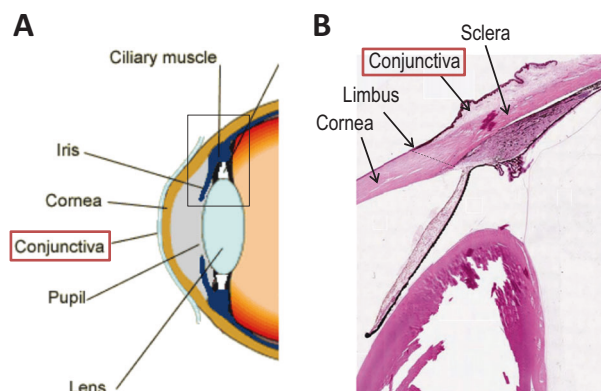 A
Ciliary muscle
Iris
Cornea
Conjunctiva
Pupil
Lens
B
Sclera
Conjunctiva
Limbus
Cornea